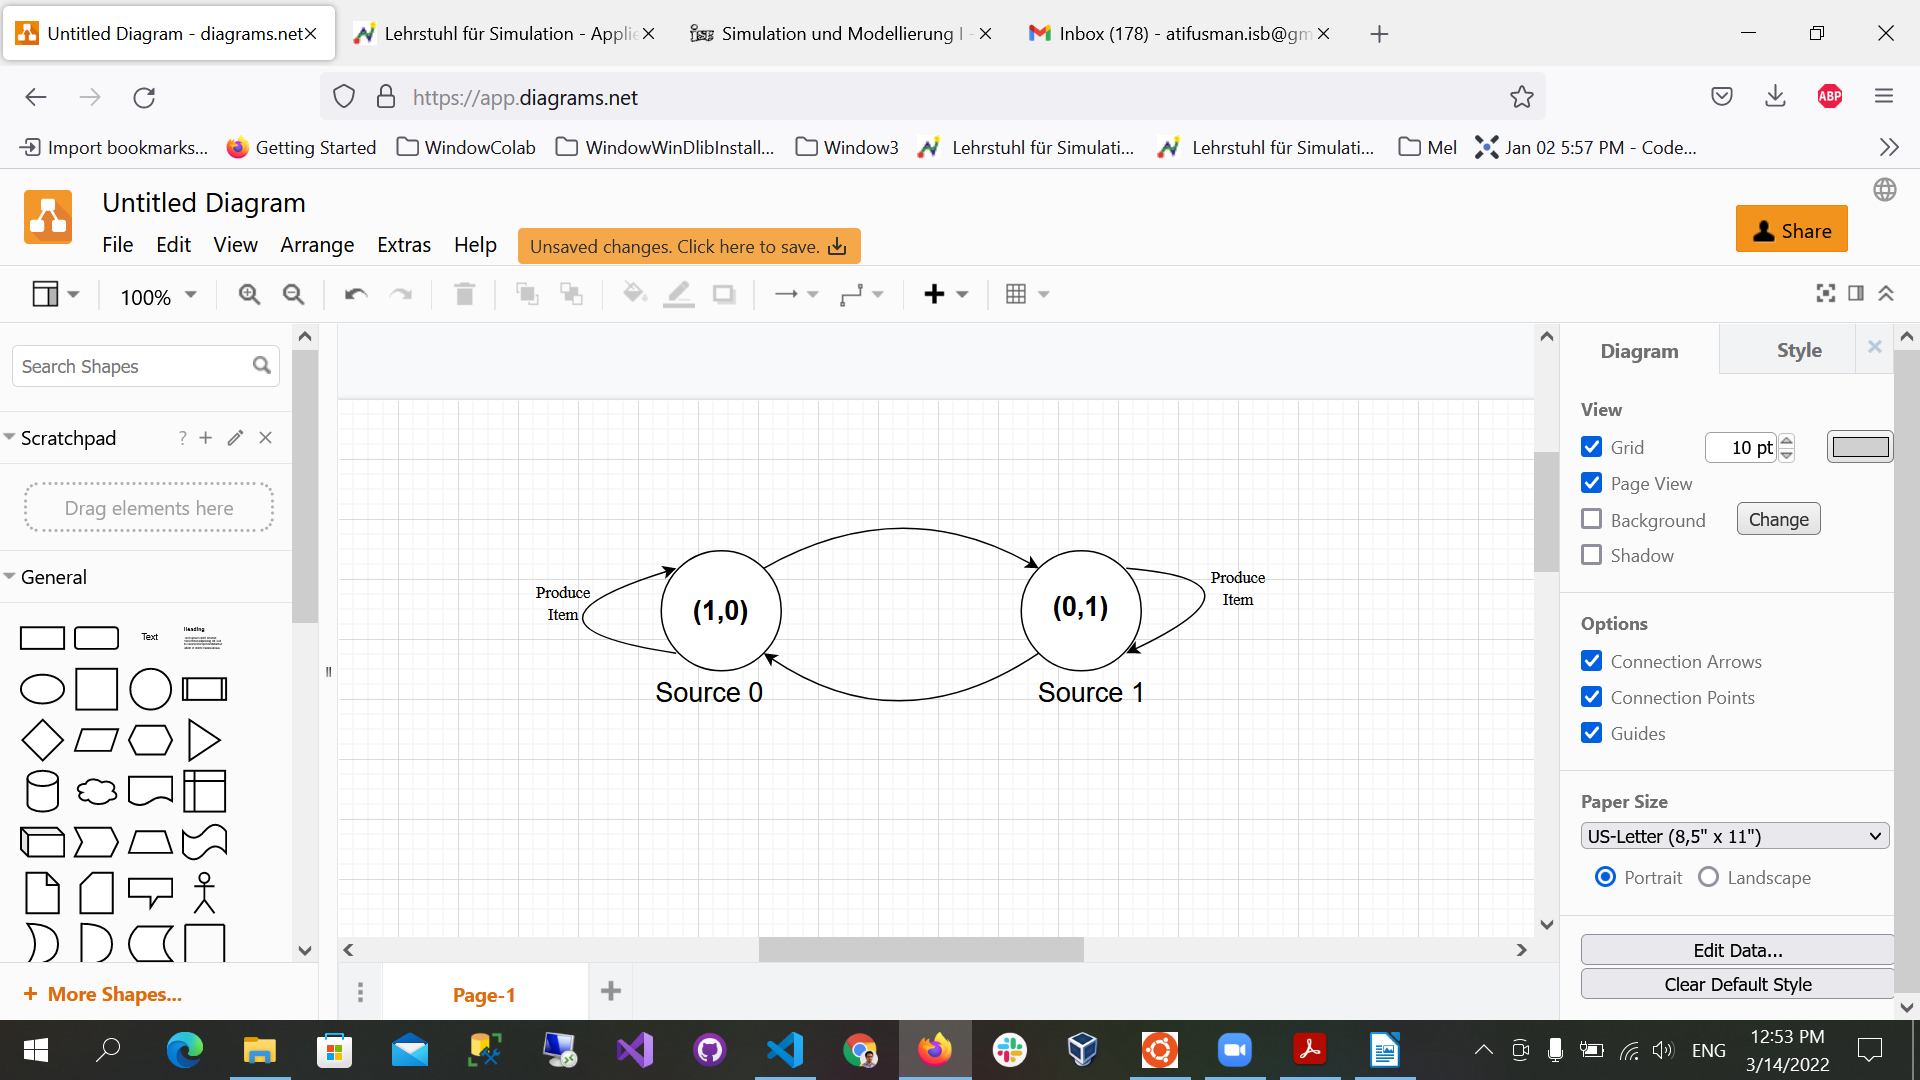 Untitled Diagram - diagrams.net
Lehrstuhl für Simulation - Applie
Simulation und Modellierung I -
Inbox (178) - atifusman.isb@gm
https://app.diagrams.net
ABP
Import bookmarks...
Getting Started
WindowColab
WindowWinDlibInstall...
Window3
Lehrstuhl für Simulati...
Lehrstuhl für Simulati...
Mel
Jan 02 5:57 PM - Code...
Untitled Diagram
File Edit View Arrange Extras Help
Unsaved changes. Click here to save.
Share
100%
Search Shapes
Scratchpad
?
Drag elements here
General
Text
Heading
More Shapes...
Produce
Item
(1,0)
Source 0
(0,1)
Source 1
Produce
Item
Page-1
Diagram
Style
View
Grid
10 pt
Page View
Background
Change
Shadow
Options
Connection Arrows
Connection Points
Guides
Paper Size
US-Letter (8,5" x 11")
Portrait
Landscape
Edit Data...
Clear Default Style
ENG
12:53 PM
3/14/2022